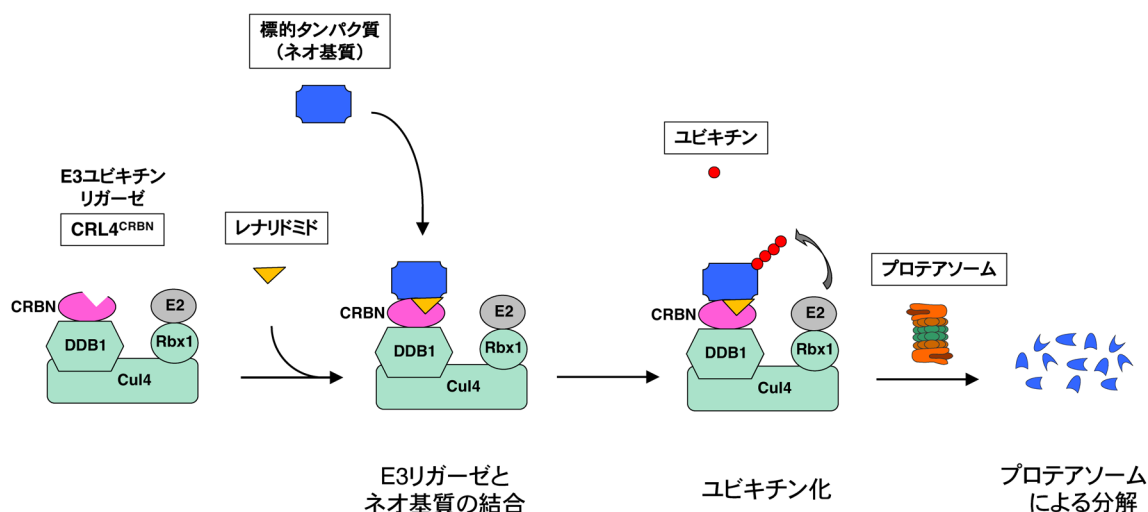 標的タンパク質
（ネオ基質）
E3ユビキチン
リガーゼ
CRL4CRBN
レナリドミド
ユビキチン
プロテアソーム
CRBN
E2
DDB1
Rbx1
Cul4
CRBN
E2
DDB1
Rbx1
Cul4
CRBN
E2
DDB1
Rbx1
Cul4
E3リガーゼと
ネオ基質の結合
ユビキチン化
プロテアソーム
による分解